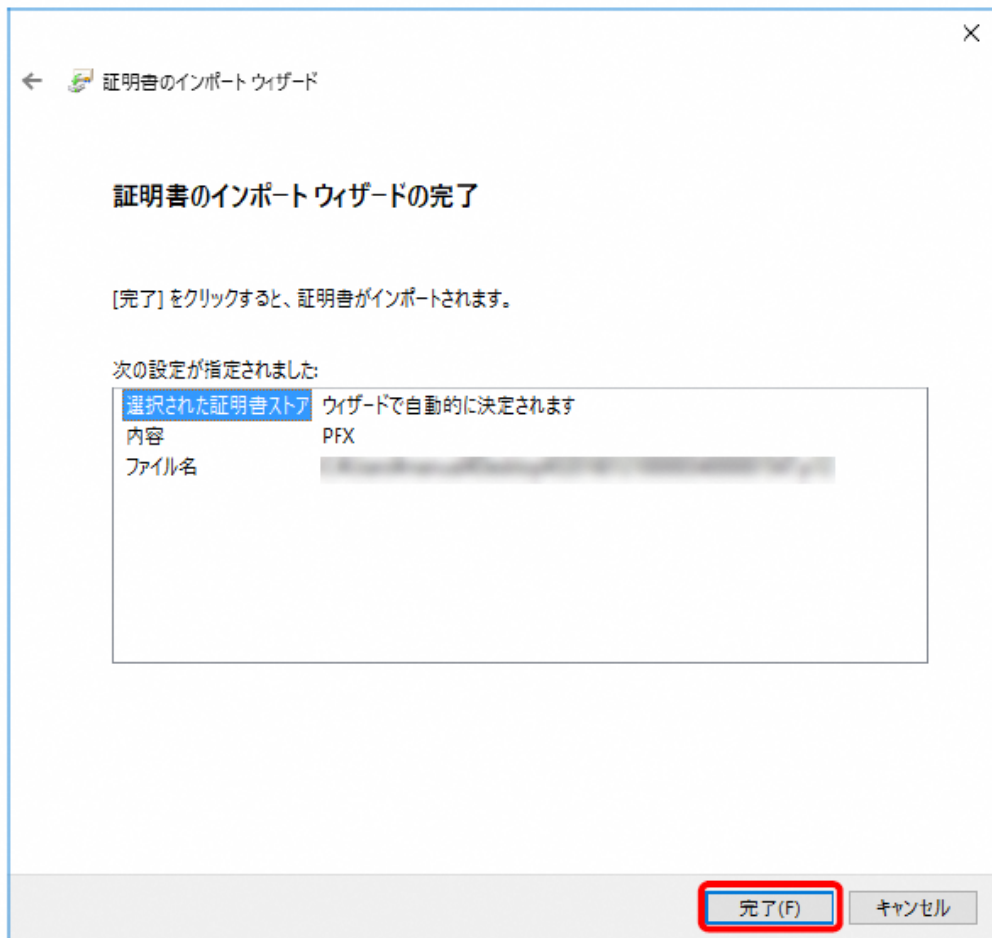 証明書のインポート ウィザード
証明書のインポート ウィザードの完了
[完了] をクリックすると、証明書がインポートされます。
次の設定が指定されました:
選択された証明書ストア ウィザードで自動的に決定されます
内容 PFX
ファイル名
完了(F) キャンセル